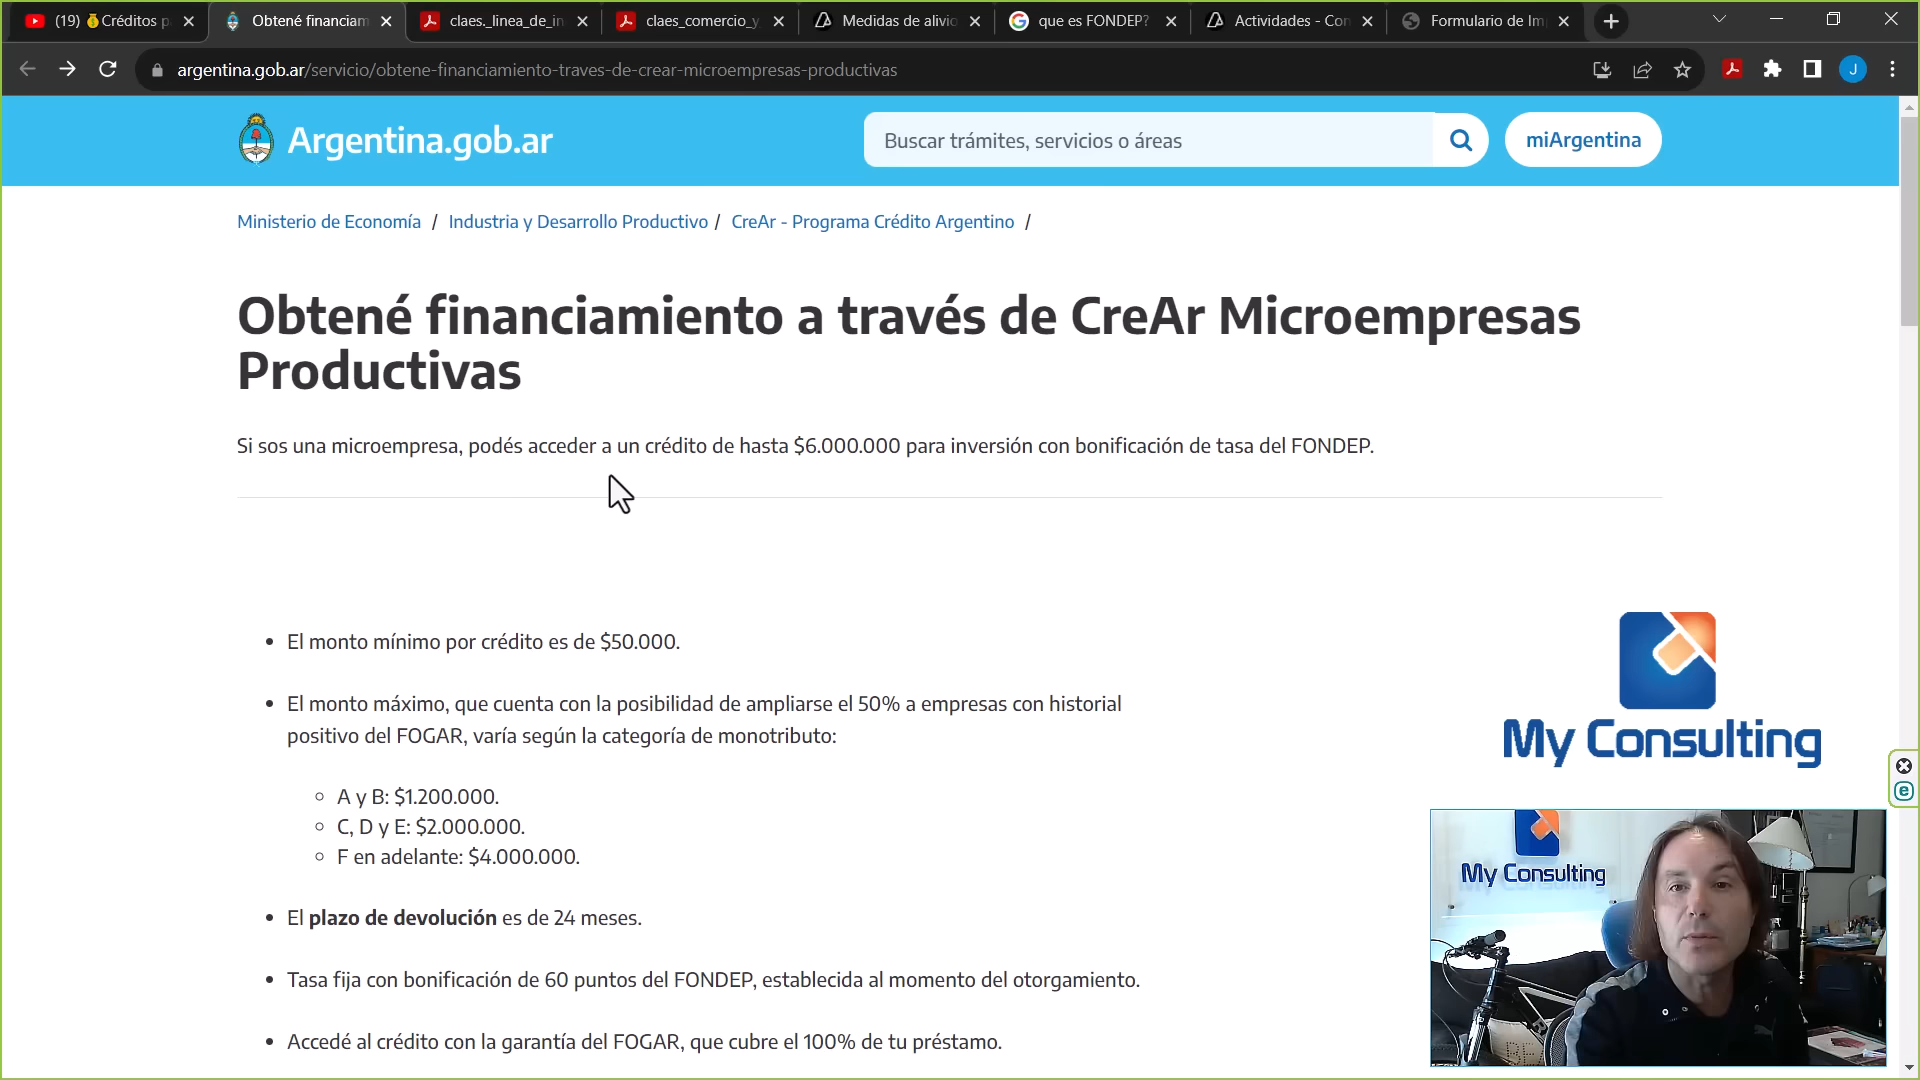 (19) Créditos p
Obtené financiam
claes._linea_de_in
claes_comercio_y
Medidas de alivio
que es FONDEP?
Actividades - Con
Formulario de Im
argentina.gob.ar/servicio/obtene-financiamiento-traves-de-crear-microempresas-productivas
J
Argentina.gob.ar
Buscar trámites, servicios o áreas
miArgentina
Ministerio de Economía / Industria y Desarrollo Productivo / CreAr - Programa Crédito Argentino /
Obtené financiamiento a través de CreAr Microempresas
Productivas
Si sos una microempresa, podés acceder a un crédito de hasta $6.000.000 para inversión con bonificación de tasa del FONDEP.
• El monto mínimo por crédito es de $50.000.
• El monto máximo, que cuenta con la posibilidad de ampliarse el 50% a empresas con historial
positivo del FOGAR, varía según la categoría de monotributo:
○ A y B: $1.200.000.
○ C, D y E: $2.000.000.
○ F en adelante: $4.000.000.
• El plazo de devolución es de 24 meses.
• Tasa fija con bonificación de 60 puntos del FONDEP, establecida al momento del otorgamiento.
• Accedé al crédito con la garantía del FOGAR, que cubre el 100% de tu préstamo.
My Consulting
My Consulting